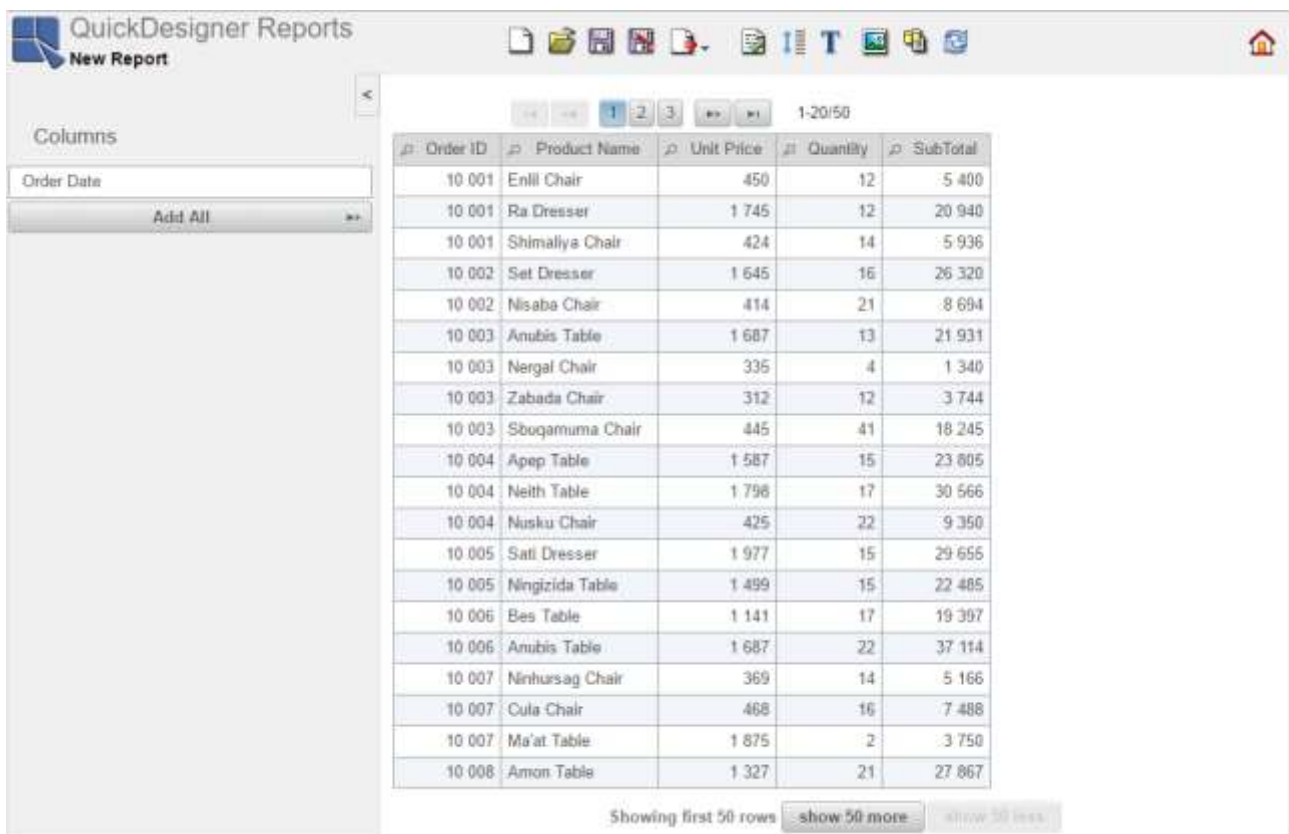 QuickDesigner Reports
New Report
<
1 2 3 1-20/50
Columns
Order ID Product Name Unit Price Quantity SubTotal
Order Date
Add All
10 001 Enlil Chair 450 12 5 400
10 001 Ra Dresser 1 745 12 20 940
10 001 Shimaliya Chair 424 14 5 936
10 002 Set Dresser 1 645 16 26 320
10 002 Nisaba Chair 414 21 8 694
10 003 Anubis Table 1 687 13 21 931
10 003 Nergal Chair 335 4 1 340
10 003 Zabada Chair 312 12 3 744
10 003 Sbuqamuma Chair 445 41 18 245
10 004 Apep Table 1 587 15 23 805
10 004 Neith Table 1 798 17 30 566
10 004 Nusku Chair 425 22 9 350
10 005 Sati Dresser 1 977 15 29 655
10 005 Ningizida Table 1 499 15 22 485
10 006 Bes Table 1 141 17 19 397
10 006 Anubis Table 1 687 22 37 114
10 007 Ninhursag Chair 369 14 5 166
10 007 Cula Chair 468 16 7 488
10 007 Ma'at Table 1 875 2 3 750
10 008 Amon Table 1 327 21 27 867
Showing first 50 rows show 50 more show 50 less